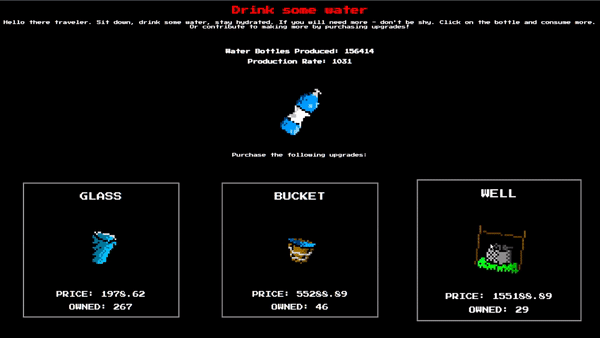 Drink some water
Hello there traveler. Sit down, drink some water, stay hydrated. If you will need more - don't be shy. Click on the bottle and consume more.
Or contribute to making more by purchasing upgrades!
Water Bottles Produced: 156414
Production Rate: 1031
Purchase the following upgrades:
GLASS
BUCKET
WELL
PRICE: 1978.62
PRICE: 55288.89
PRICE: 155188.89
OWNED: 267
OWNED: 46
OWNED: 29